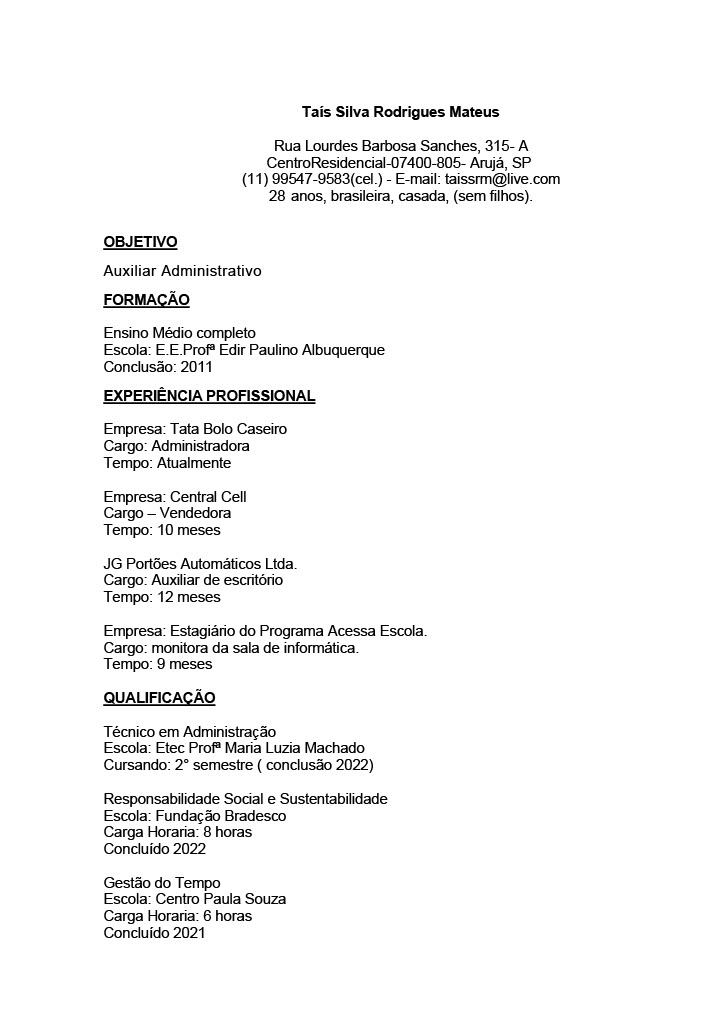 Taís Silva Rodrigues Mateus
Rua Lourdes Barbosa Sanches, 315- A
CentroResidencial-07400-805- Arujá, SP
(11) 99547-9583(cel.) - E-mail: taissrm@live.com
28 anos, brasileira, casada, (sem filhos).
OBJETIVO
Auxiliar Administrativo
FORMAÇÃO
Ensino Médio completo
Escola: E.E.Profª Edir Paulino Albuquerque
Conclusão: 2011
EXPERIÊNCIA PROFISSIONAL
Empresa: Tata Bolo Caseiro
Cargo: Administradora
Tempo: Atualmente
Empresa: Central Cell
Cargo – Vendedora
Tempo: 10 meses
JG Portões Automáticos Ltda.
Cargo: Auxiliar de escritório
Tempo: 12 meses
Empresa: Estagiário do Programa Acessa Escola.
Cargo: monitora da sala de informática.
Tempo: 9 meses
QUALIFICAÇÃO
Técnico em Administração
Escola: Etec Profª Maria Luzia Machado
Cursando: 2° semestre ( conclusão 2022)
Responsabilidade Social e Sustentabilidade
Escola: Fundação Bradesco
Carga Horaria: 8 horas
Concluído 2022
Gestão do Tempo
Escola: Centro Paula Souza
Carga Horaria: 6 horas
Concluído 2021